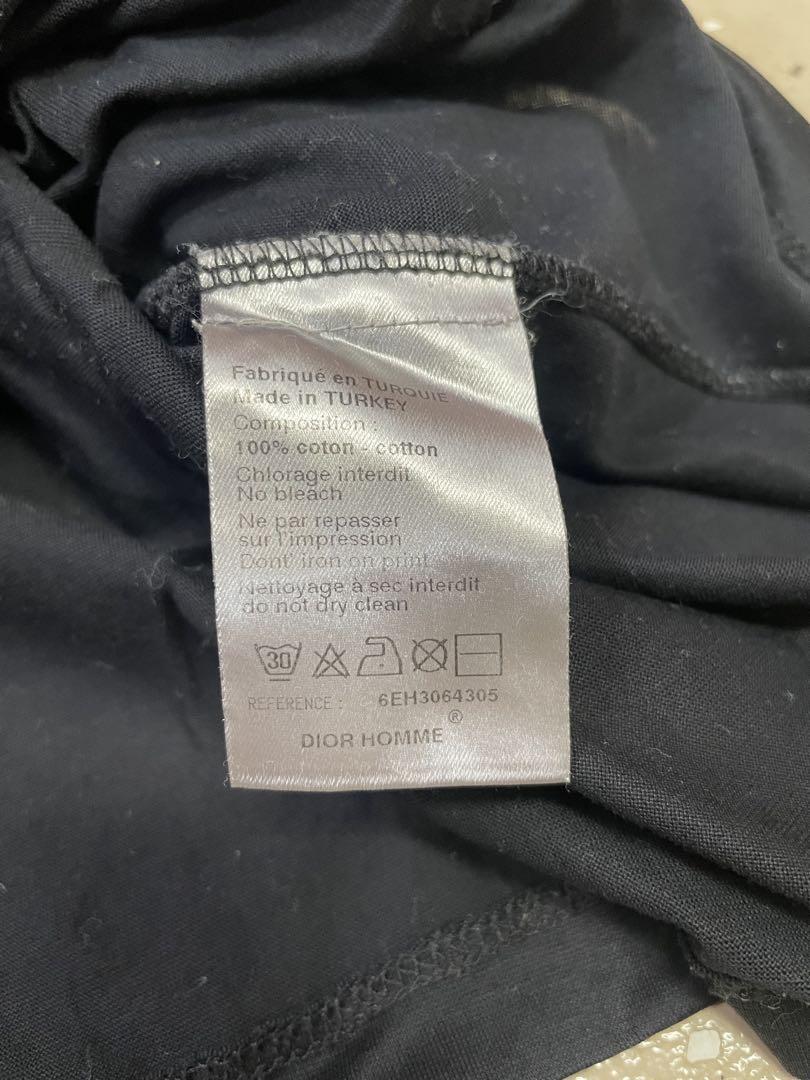 Fabriqué en TURQUIE
Made in TURKEY
Composition :
100% coton - cotton
Chlorage interdit
No bleach
Ne par repasser
sur l'impression
Dont' iron on print
Nettoyage à sec interdit
do not dry clean
30
REFERENCE : 6EH3064305
DIOR HOMME ®